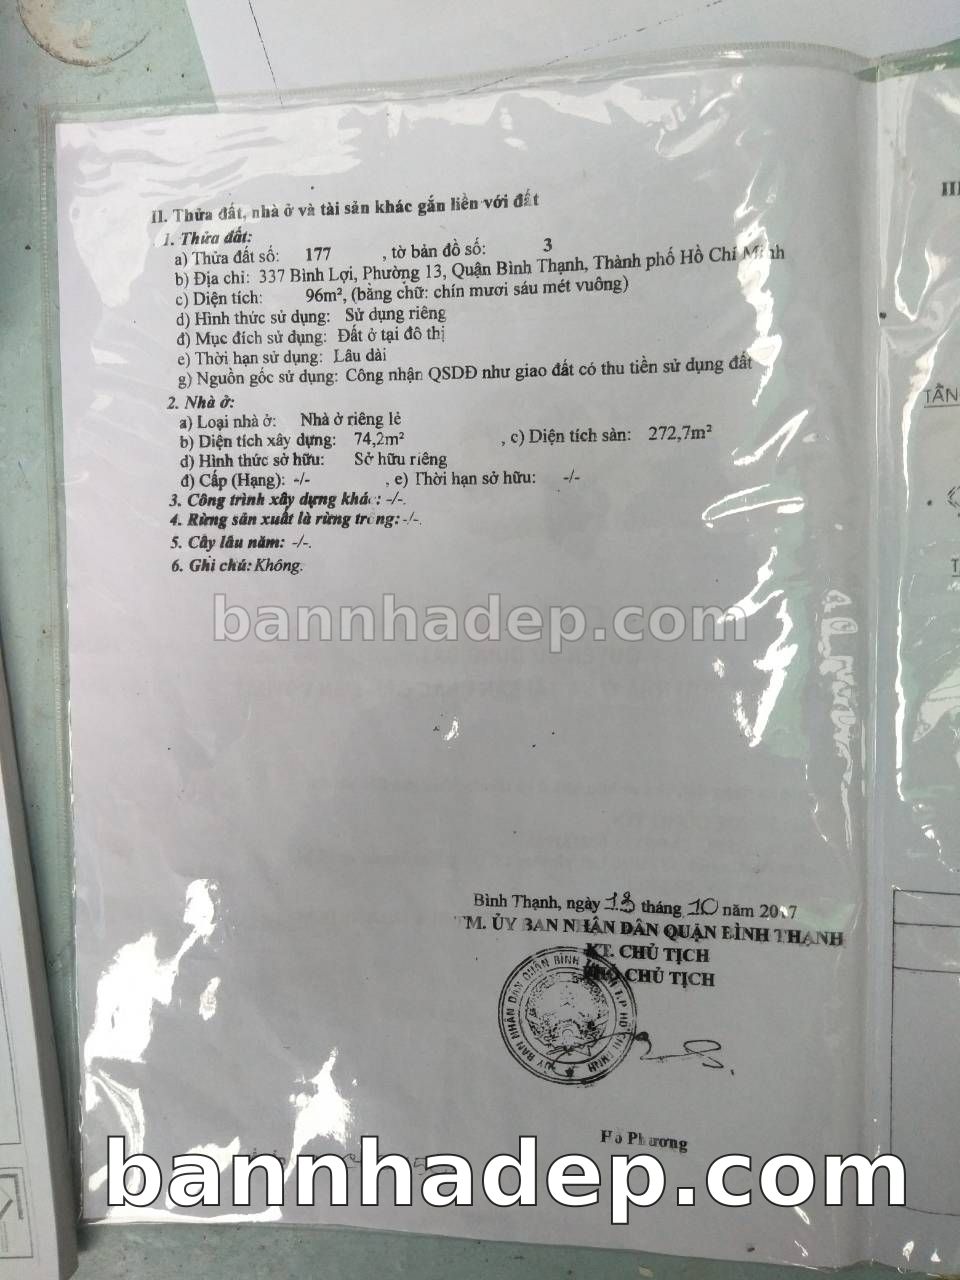 II. Thửa đất, nhà ở và tài sản khác gắn liền với đất
1. Thửa đất:
a) Thửa đất số: 177 , tờ bản đồ số: 3
b) Địa chỉ: 337 Bình Lợi, Phường 13, Quận Bình Thạnh, Thành phố Hồ Chí Minh
c) Diện tích: 96m², (bằng chữ: chín mươi sáu mét vuông)
d) Hình thức sử dụng: Sử dụng riêng
đ) Mục đích sử dụng: Đất ở tại đô thị
e) Thời hạn sử dụng: Lâu dài
g) Nguồn gốc sử dụng: Công nhận QSDĐ như giao đất có thu tiền sử dụng đất
2. Nhà ở:
a) Loại nhà ở: Nhà ở riêng lẻ
b) Diện tích xây dựng: 74,2m² , c) Diện tích sàn: 272,7m²
d) Hình thức sở hữu: Sở hữu riêng
đ) Cấp (Hạng): -/- , e) Thời hạn sở hữu: -/-
3. Công trình xây dựng khác: -/-.
4. Rừng sản xuất là rừng trồng: -/-.
5. Cây lâu năm: -/-.
6. Ghi chú: Không.
bannhadep.com
Bình Thạnh, ngày 13 tháng 10 năm 2017
TM. ỦY BAN NHÂN DÂN QUẬN BÌNH THẠNH
KT. CHỦ TỊCH
PHÓ CHỦ TỊCH
Hồ Phương
bannhadep.com
III
TẦN